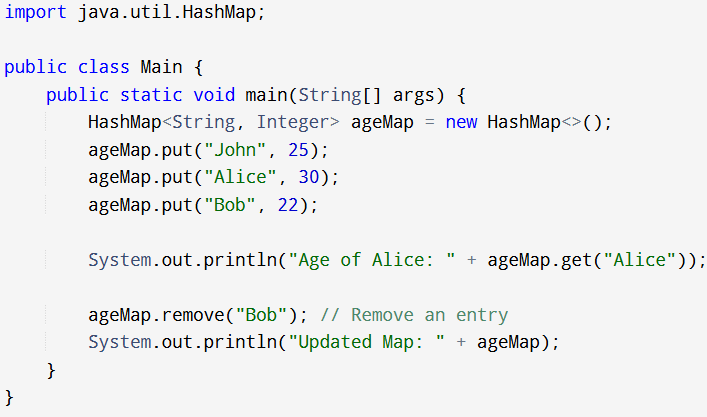 import java.util.HashMap;

public class Main {
    public static void main(String[] args) {
        HashMap<String, Integer> ageMap = new HashMap<>();
        ageMap.put("John", 25);
        ageMap.put("Alice", 30);
        ageMap.put("Bob", 22);

        System.out.println("Age of Alice: " + ageMap.get("Alice"));

        ageMap.remove("Bob"); // Remove an entry
        System.out.println("Updated Map: " + ageMap);
    }
}